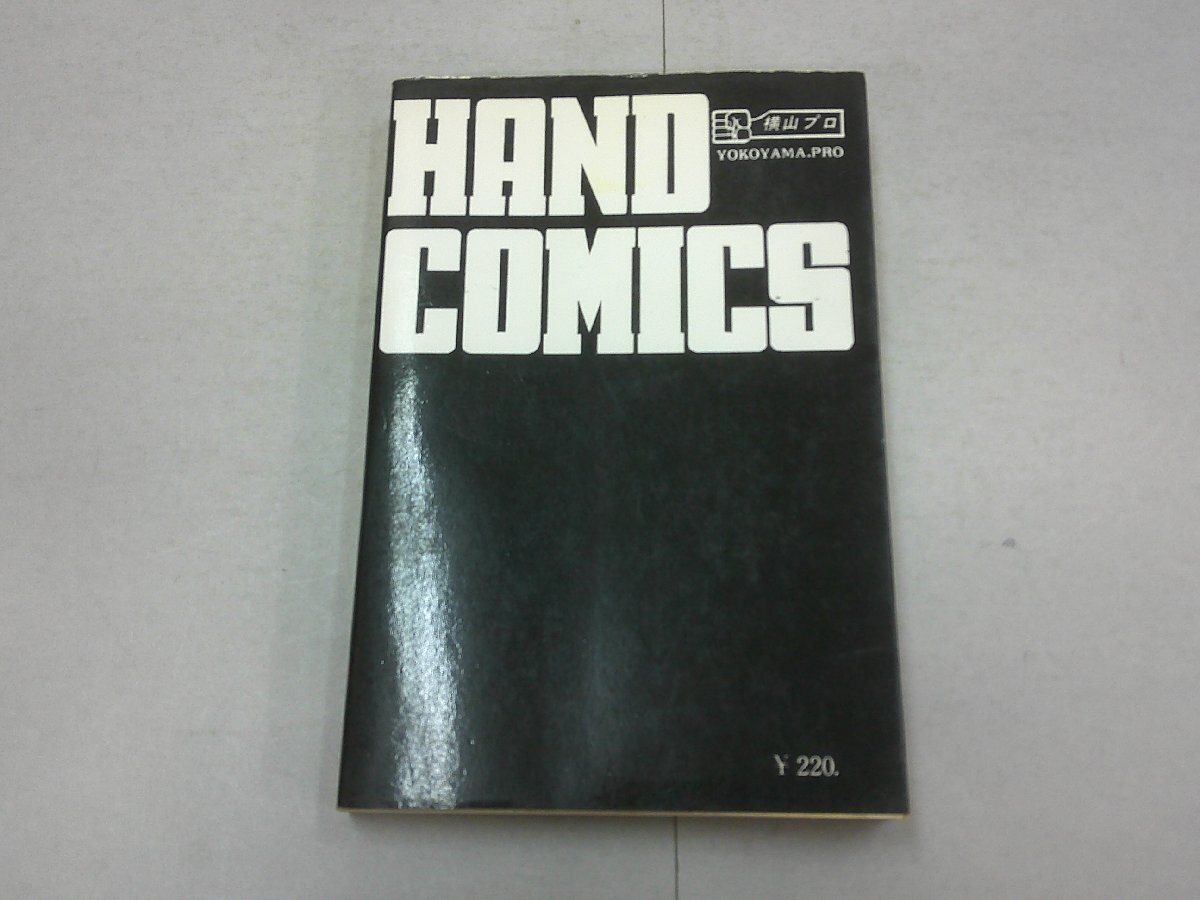 HAND
横山プロ
YOKOYAMA.PRO
COMICS
¥ 220.